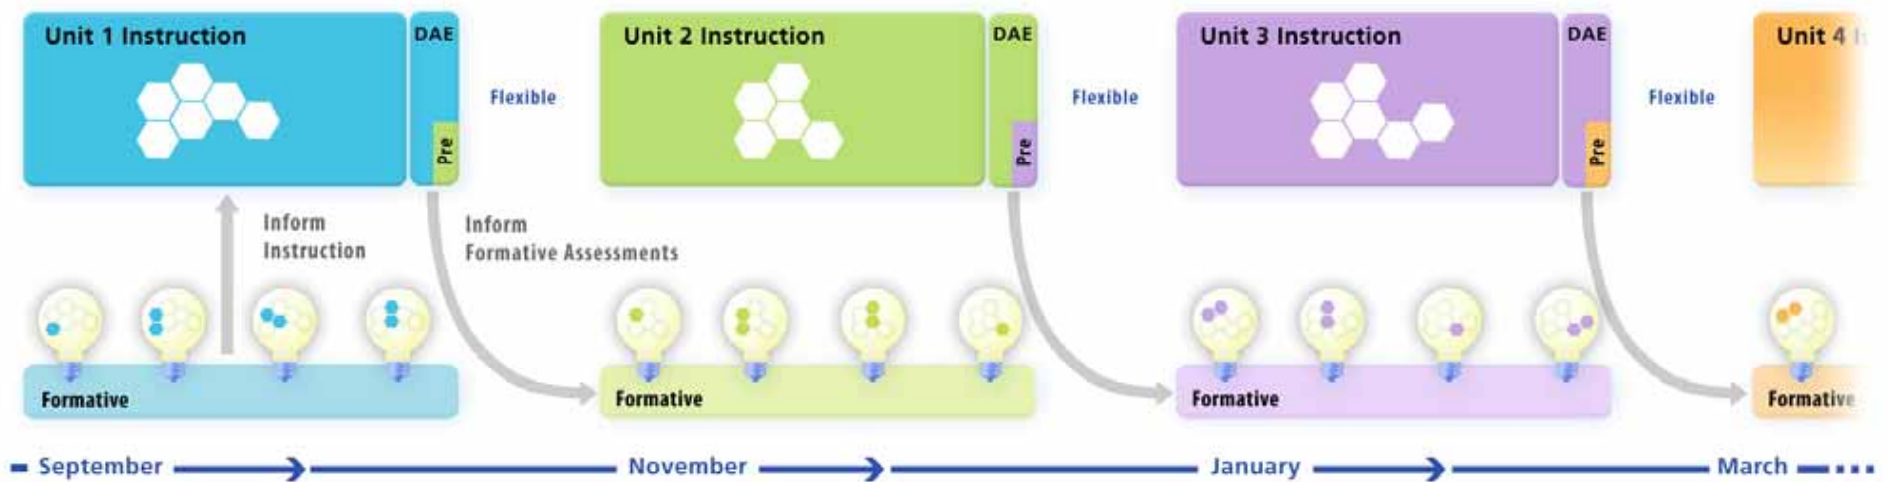 Unit 1 Instruction
DAE
Unit 2 Instruction
DAE
Unit 3 Instruction
DAE
Unit 4
Flexible
Flexible
Flexible
Pre
Pre
Pre
Inform
Instruction
Inform
Formative Assessments
Formative
Formative
Formative
Formative
September
November
January
March